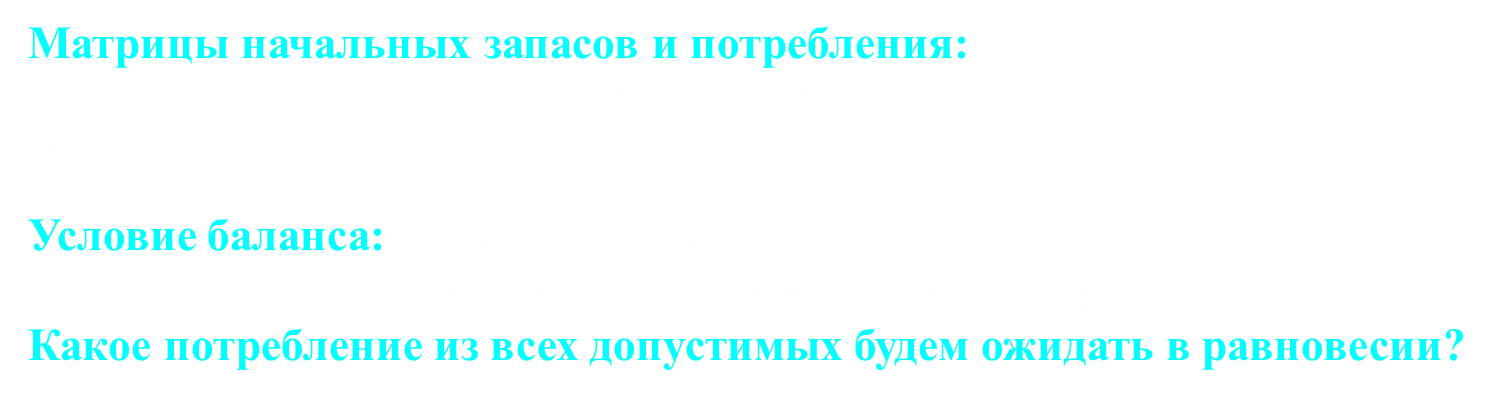 Матрицы начальных запасов и потребления:
Условие баланса:
Какое потребление из всех допустимых будем ожидать в равновесии?